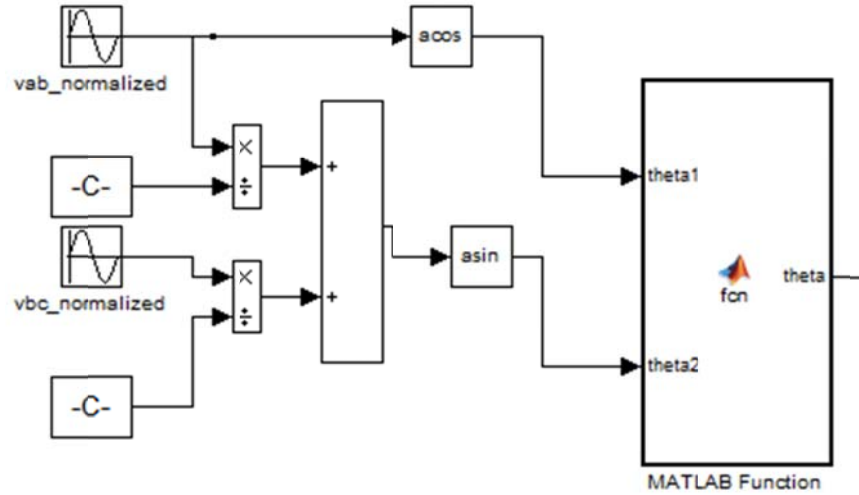 acos
vab_normalized
×
÷
-C-
+
theta1
vbc_normalized
asin
×
÷
+
fcn
theta
theta2
-C-
MATLAB Function